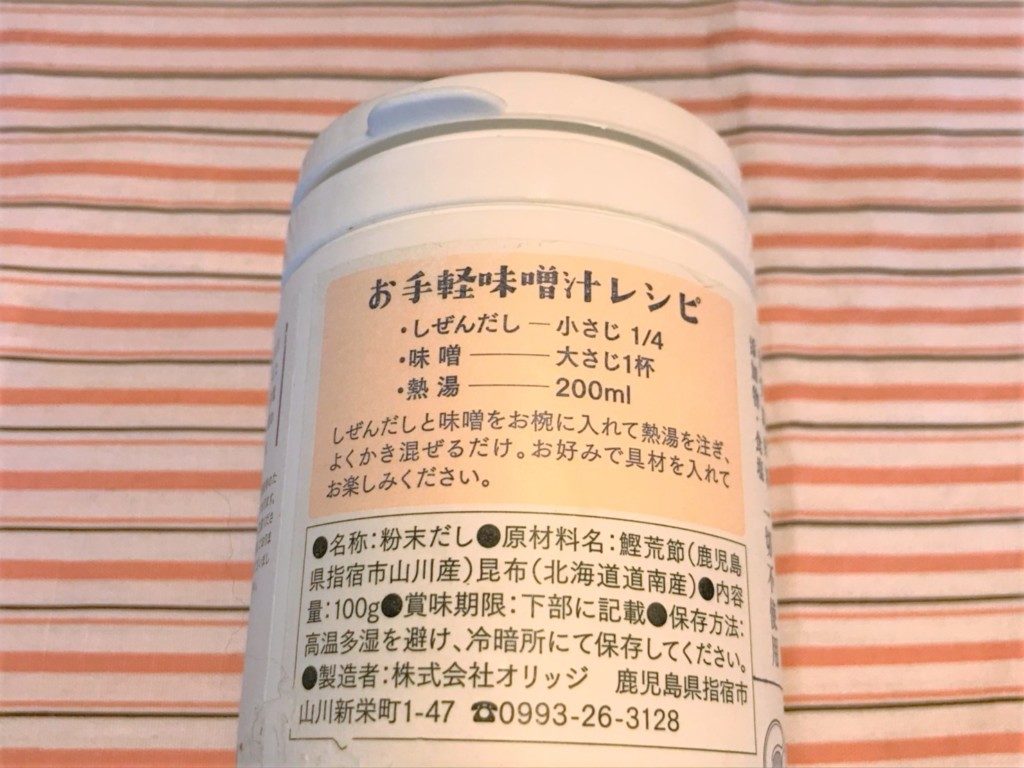 お手軽味噌汁レシピ
・しぜんだし ― 小さじ 1/4
・味 噌 ――― 大さじ1杯
・熱 湯 ――― 200ml
しぜんだしと味噌をお椀に入れて熱湯を注ぎ、
よくかき混ぜるだけ。お好みで具材を入れて
お楽しみください。
●名称：粉末だし●原材料名：鰹荒節（鹿児島
県指宿市山川産）昆布（北海道道南産）●内容
量：100g●賞味期限：下部に記載●保存方法：
高温多湿を避け、冷暗所にて保存してください。
●製造者：株式会社オリッジ　鹿児島県指宿市
山川新栄町1-47 ☎0993-26-3128